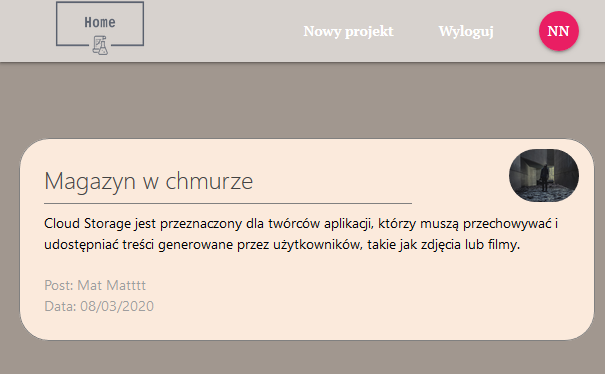 Home
Nowy projekt Wyloguj NN
Magazyn w chmurze
Cloud Storage jest przeznaczony dla twórców aplikacji, którzy muszą przechowywać i
udostępniać treści generowane przez użytkowników, takie jak zdjęcia lub filmy.
Post: Mat Matttt
Data: 08/03/2020